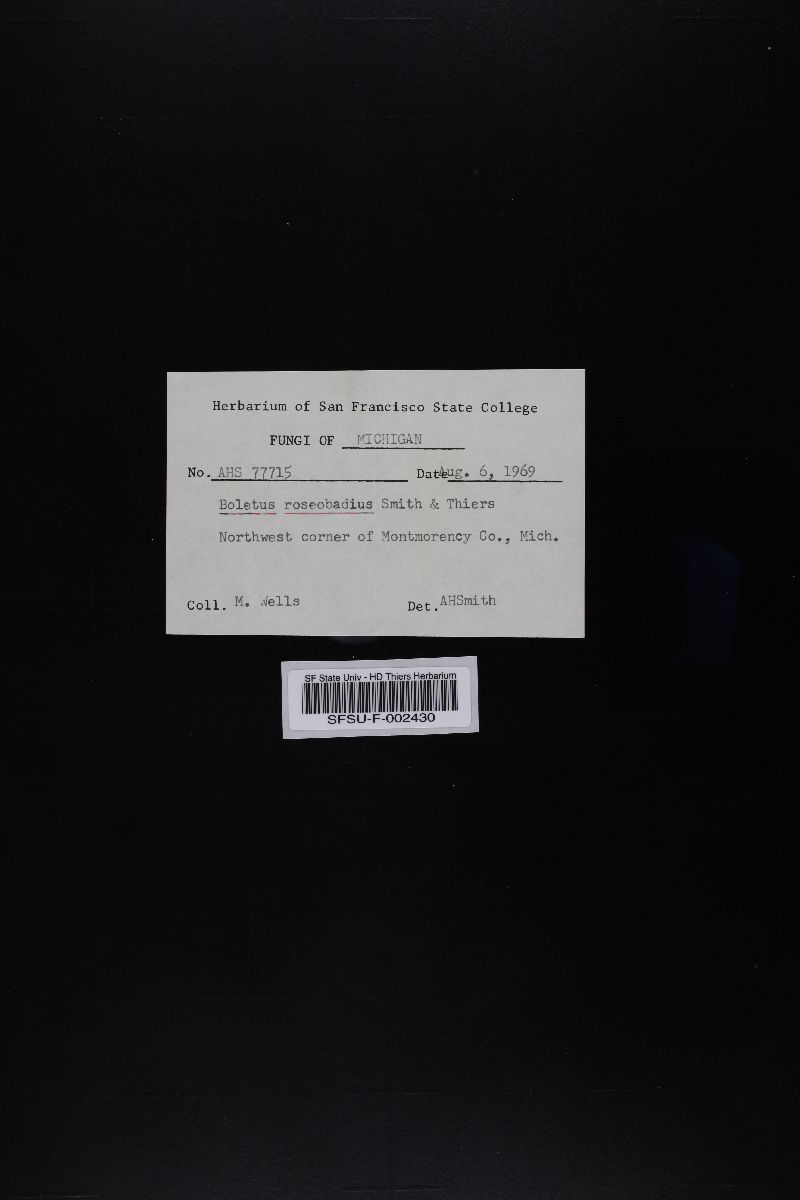 Herbarium of San Francisco State College
FUNGI OF MICHIGAN
No. AHS 77715 Date Aug. 6, 1969
Boletus roseobadius Smith & Thiers
Northwest corner of Montmorency Co., Mich.
Coll. M. Wells Det. AHSmith
SF State Univ - HD Thiers Herbarium
SFSU-F-002430